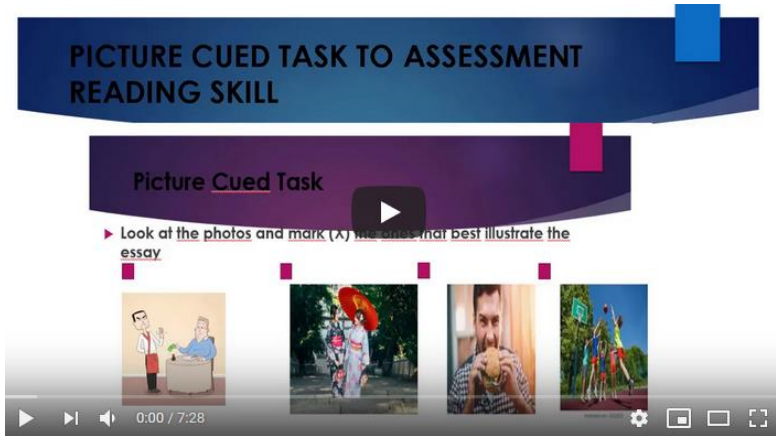 PICTURE CUED TASK TO ASSESSMENT
READING SKILL
Picture Cued Task
Look at the photos and mark (X) the ones that best illustrate the
essay
0:00 / 7:28